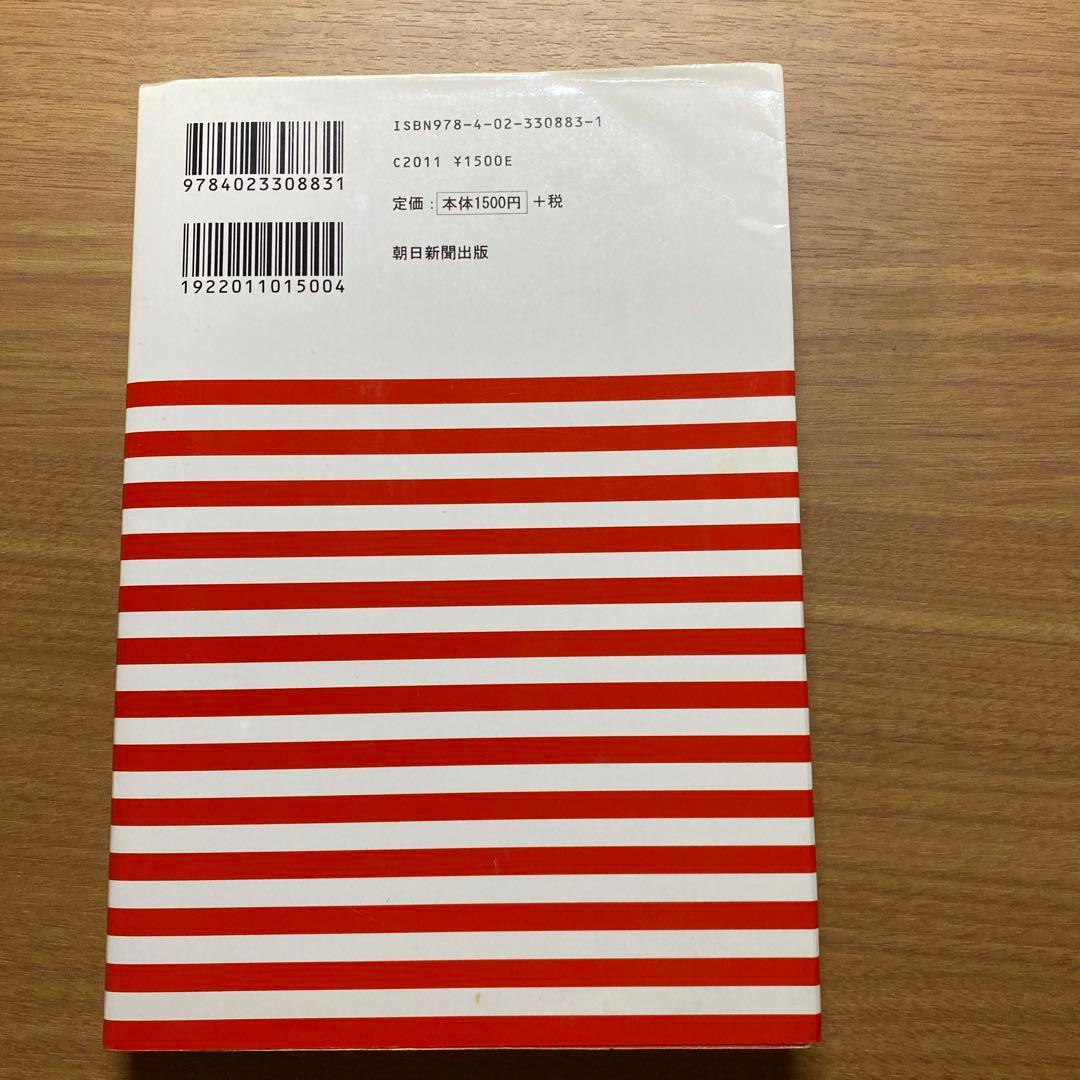 9784023308831
1922011015004
ISBN978-4-02-330883-1
C2011 ¥1500E
定価：本体1500円 +税
朝日新聞出版